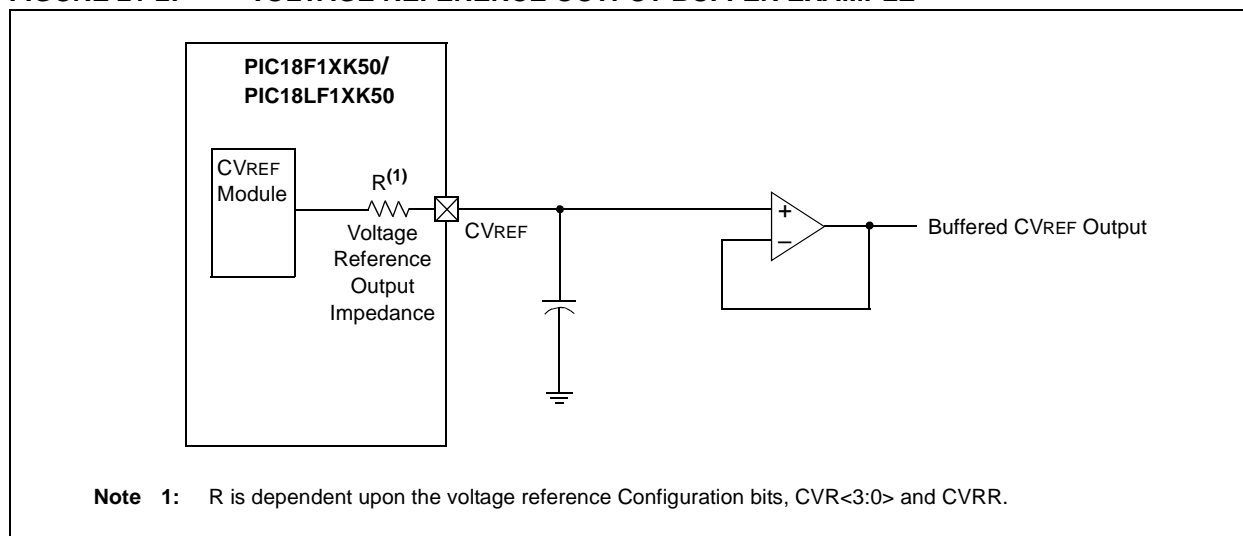 PIC18F1XK50/
PIC18LF1XK50
CVREF
Module
R(1)
Voltage
Reference
Output
Impedance
CVREF
+
–
Buffered CVREF Output
Note 1: R is dependent upon the voltage reference Configuration bits, CVR<3:0> and CVRR.